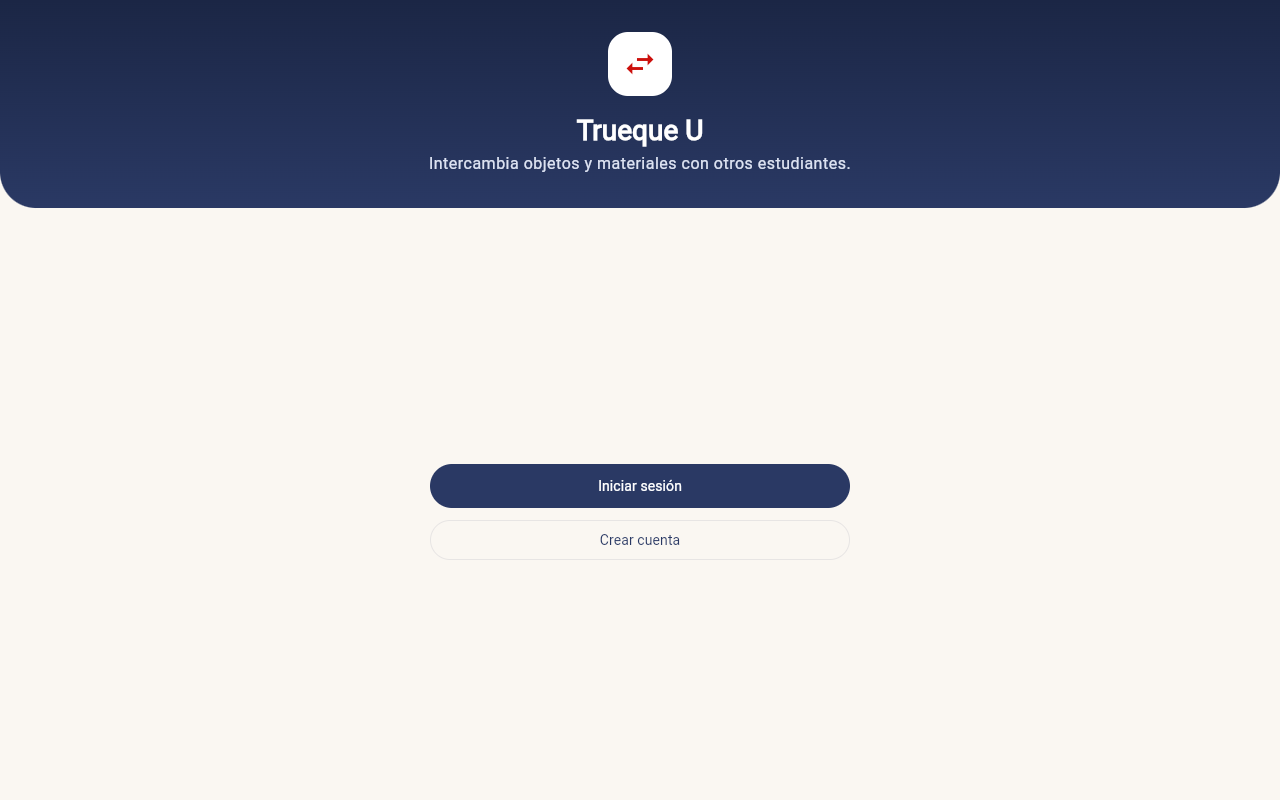 Trueque U
Intercambia objetos y materiales con otros estudiantes.
Iniciar sesión
Crear cuenta